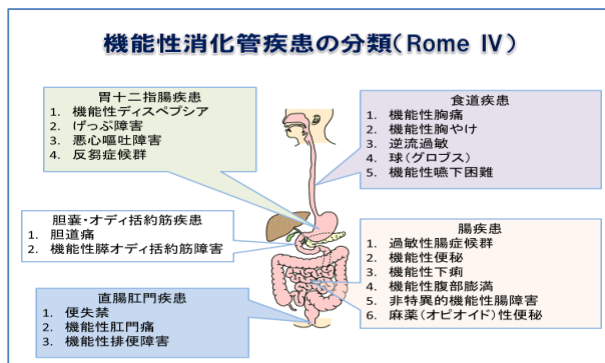 機能性消化管疾患の分類(Rome Ⅳ)
胃十二指腸疾患
1. 機能性ディスペプシア
2. げっぷ障害
3. 悪心嘔吐障害
4. 反芻症候群
食道疾患
1. 機能性胸痛
2. 機能性胸やけ
3. 逆流過敏
4. 球(グロブス)
5. 機能性嚥下困難
胆嚢・オディ括約筋疾患
1. 胆道痛
2. 機能性膵オディ括約筋障害
腸疾患
1. 過敏性腸症候群
2. 機能性便秘
3. 機能性下痢
4. 機能性腹部膨満
5. 非特異的機能性腸障害
6. 麻薬(オピオイド)性便秘
直腸肛門疾患
1. 便失禁
2. 機能性肛門痛
3. 機能性排便障害